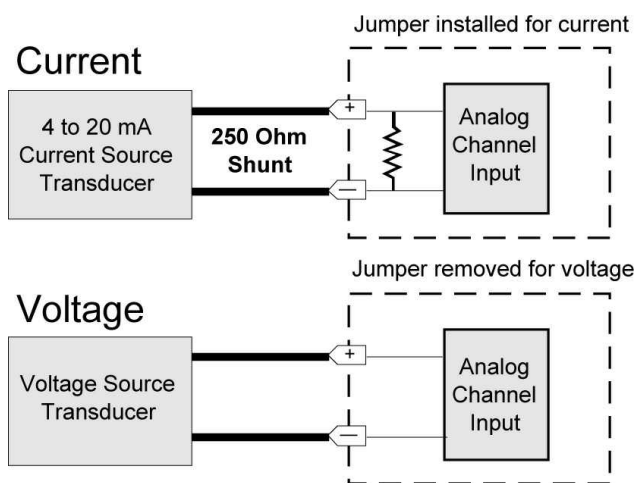 Jumper installed for current
Current
4 to 20 mA
Current Source
Transducer
250 Ohm
Shunt
+
—
Analog
Channel
Input
Jumper removed for voltage
Voltage
Voltage Source
Transducer
+
—
Analog
Channel
Input